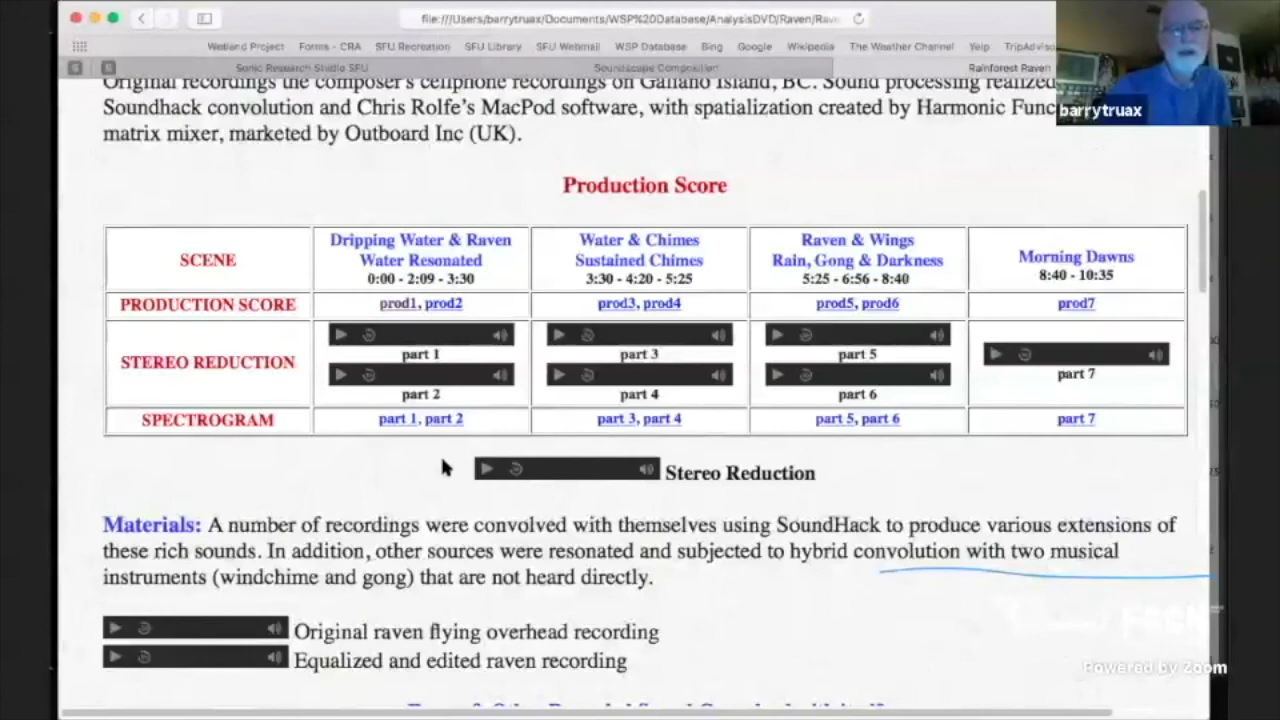 file:///Users/barrytruax/Documents/WSP%20Database/AnalysisDVD/Raven/Rave
Wetland Project Forms - CRA SFU Recreation SFU Library SFU Webmail WSP Database Bing Google Wikipedia The Weather Channel Yelp TripAdviso
S S Sonic Research Studio SFU Soundscape Composition Rainforest Raven
barrytruax
Original recordings the composer's cellphone recordings on Galiano Island, BC. Sound processing realized
Soundhack convolution and Chris Rolfe's MacPod software, with spatialization created by Harmonic Func
matrix mixer, marketed by Outboard Inc (UK).
Production Score
SCENE
Dripping Water & Raven
Water Resonated
0:00 - 2:09 - 3:30
Water & Chimes
Sustained Chimes
3:30 - 4:20 - 5:25
Raven & Wings
Rain, Gong & Darkness
5:25 - 6:56 - 8:40
Morning Dawns
8:40 - 10:35
PRODUCTION SCORE prod1, prod2 prod3, prod4 prod5, prod6 prod7
STEREO REDUCTION
part 1
part 2
part 3
part 4
part 5
part 6
part 7
SPECTROGRAM part 1, part 2 part 3, part 4 part 5, part 6 part 7
Stereo Reduction
Materials: A number of recordings were convolved with themselves using SoundHack to produce various extensions of
these rich sounds. In addition, other sources were resonated and subjected to hybrid convolution with two musical
instruments (windchime and gong) that are not heard directly.
Original raven flying overhead recording
Equalized and edited raven recording
Powered by Zoom